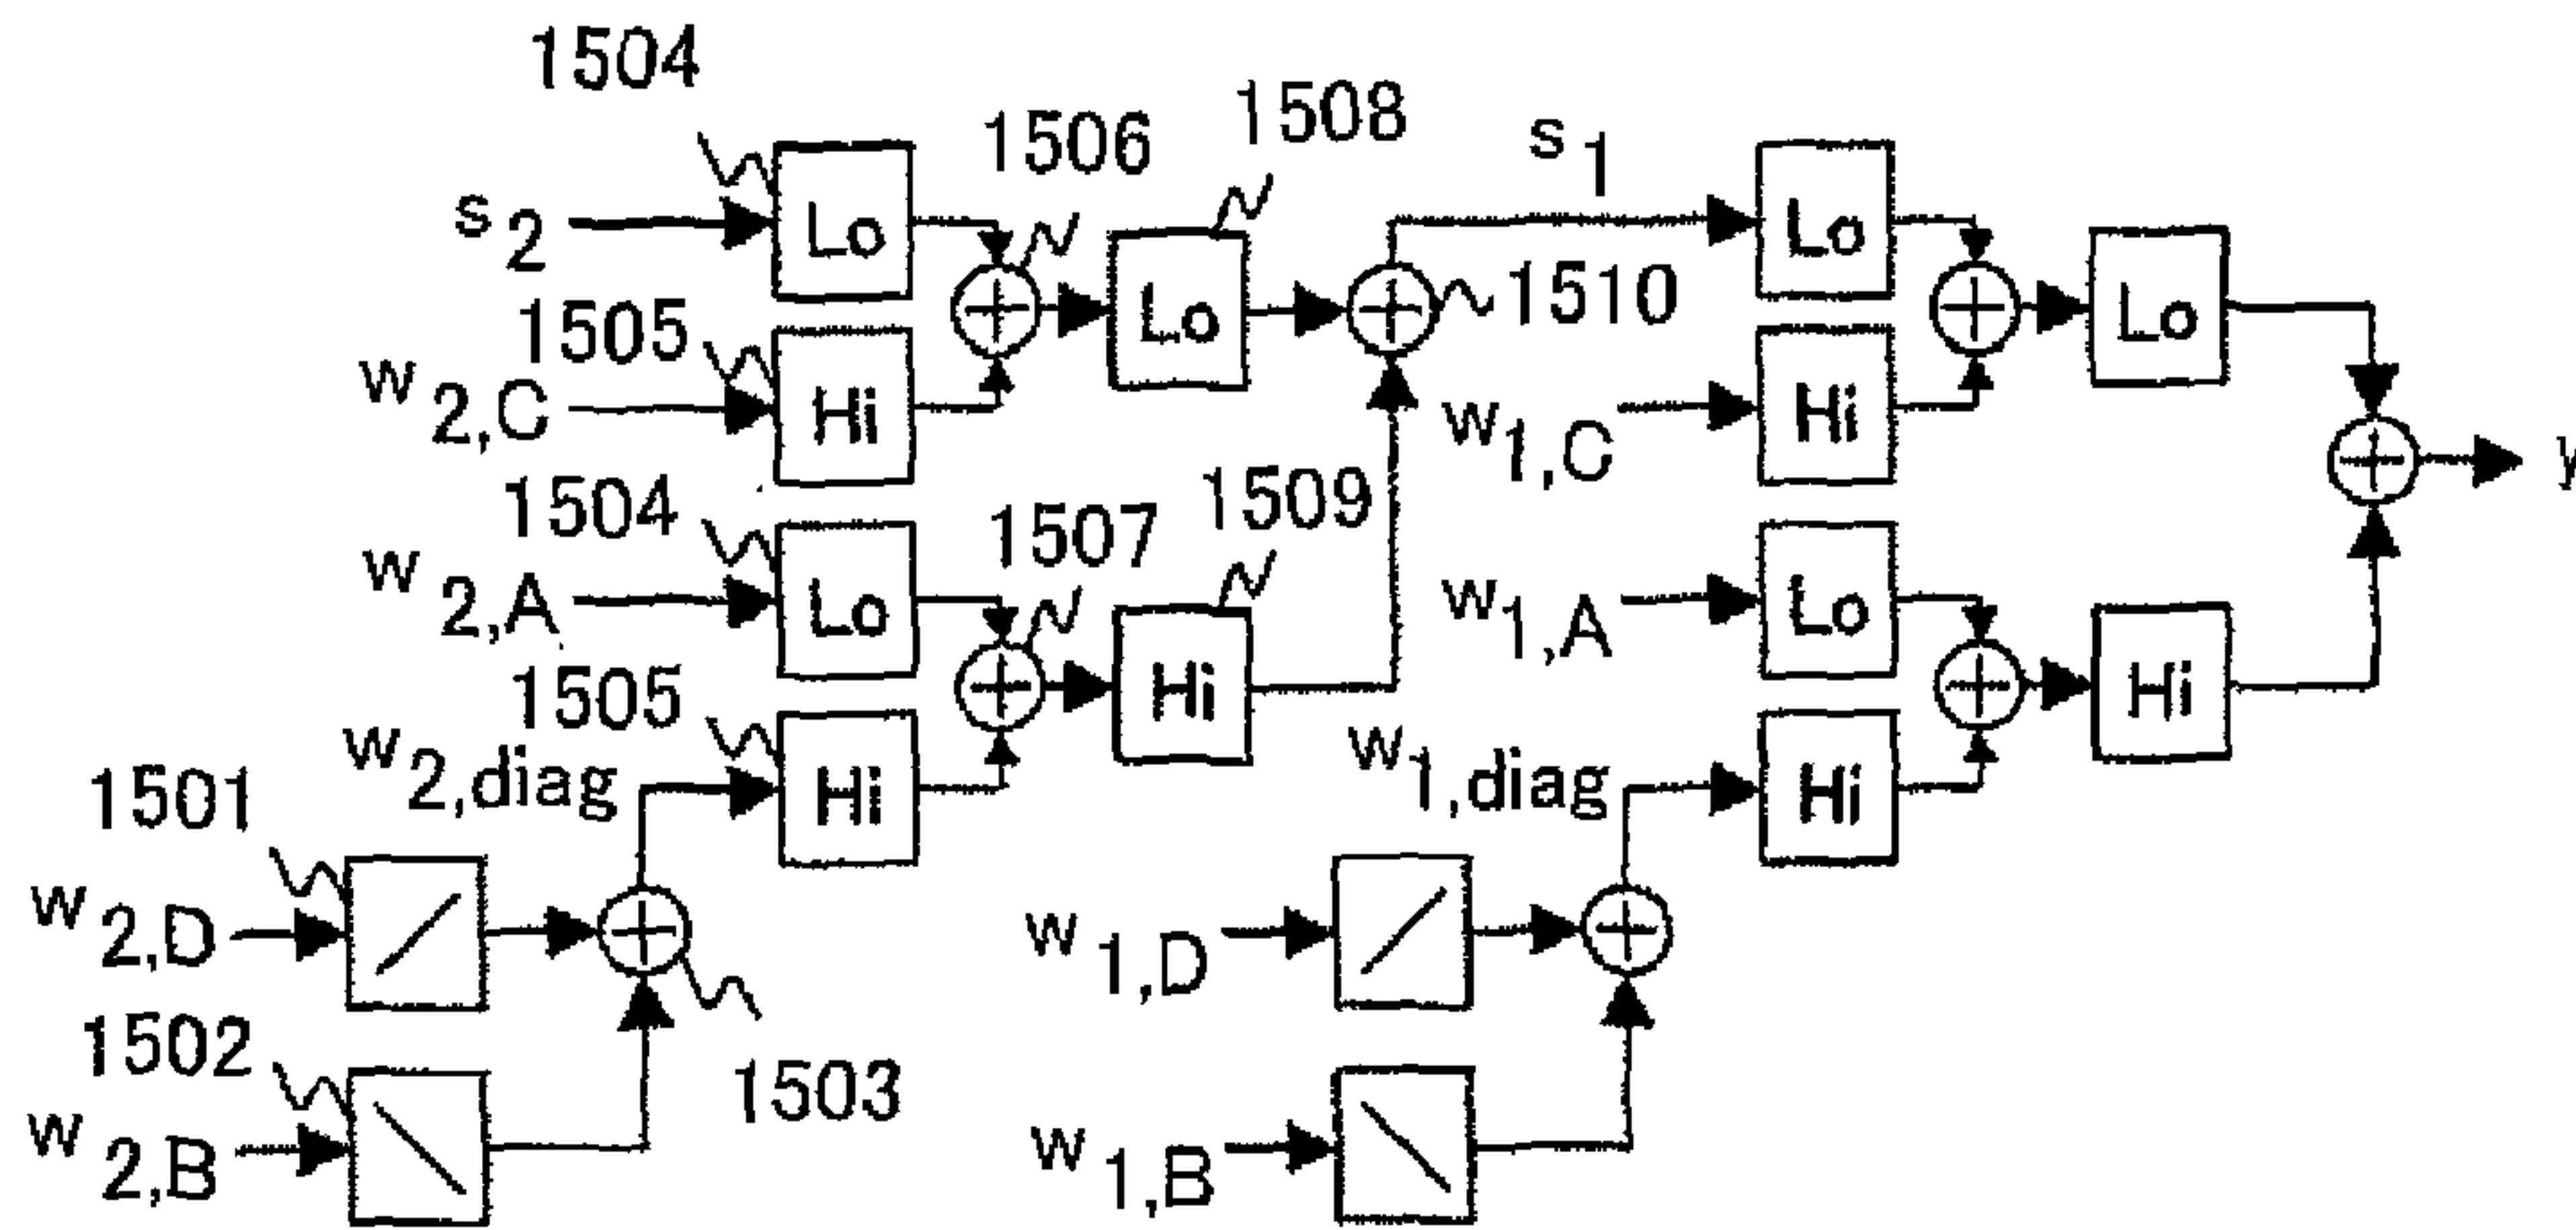 1504
1506
1508
s 1
s 2
Lo
Lo
Lo
Lo
1510
1505
w 2,C
Hi
w 1,C
Hi
1504
1507
1509
w 2,A
Lo
w 1,A
Lo
1505
Hi
Hi
w 2,diag
Hi
w 1,diag
Hi
1501
w 2,D
w 1,D
1502
1503
w 2,B
w 1,B